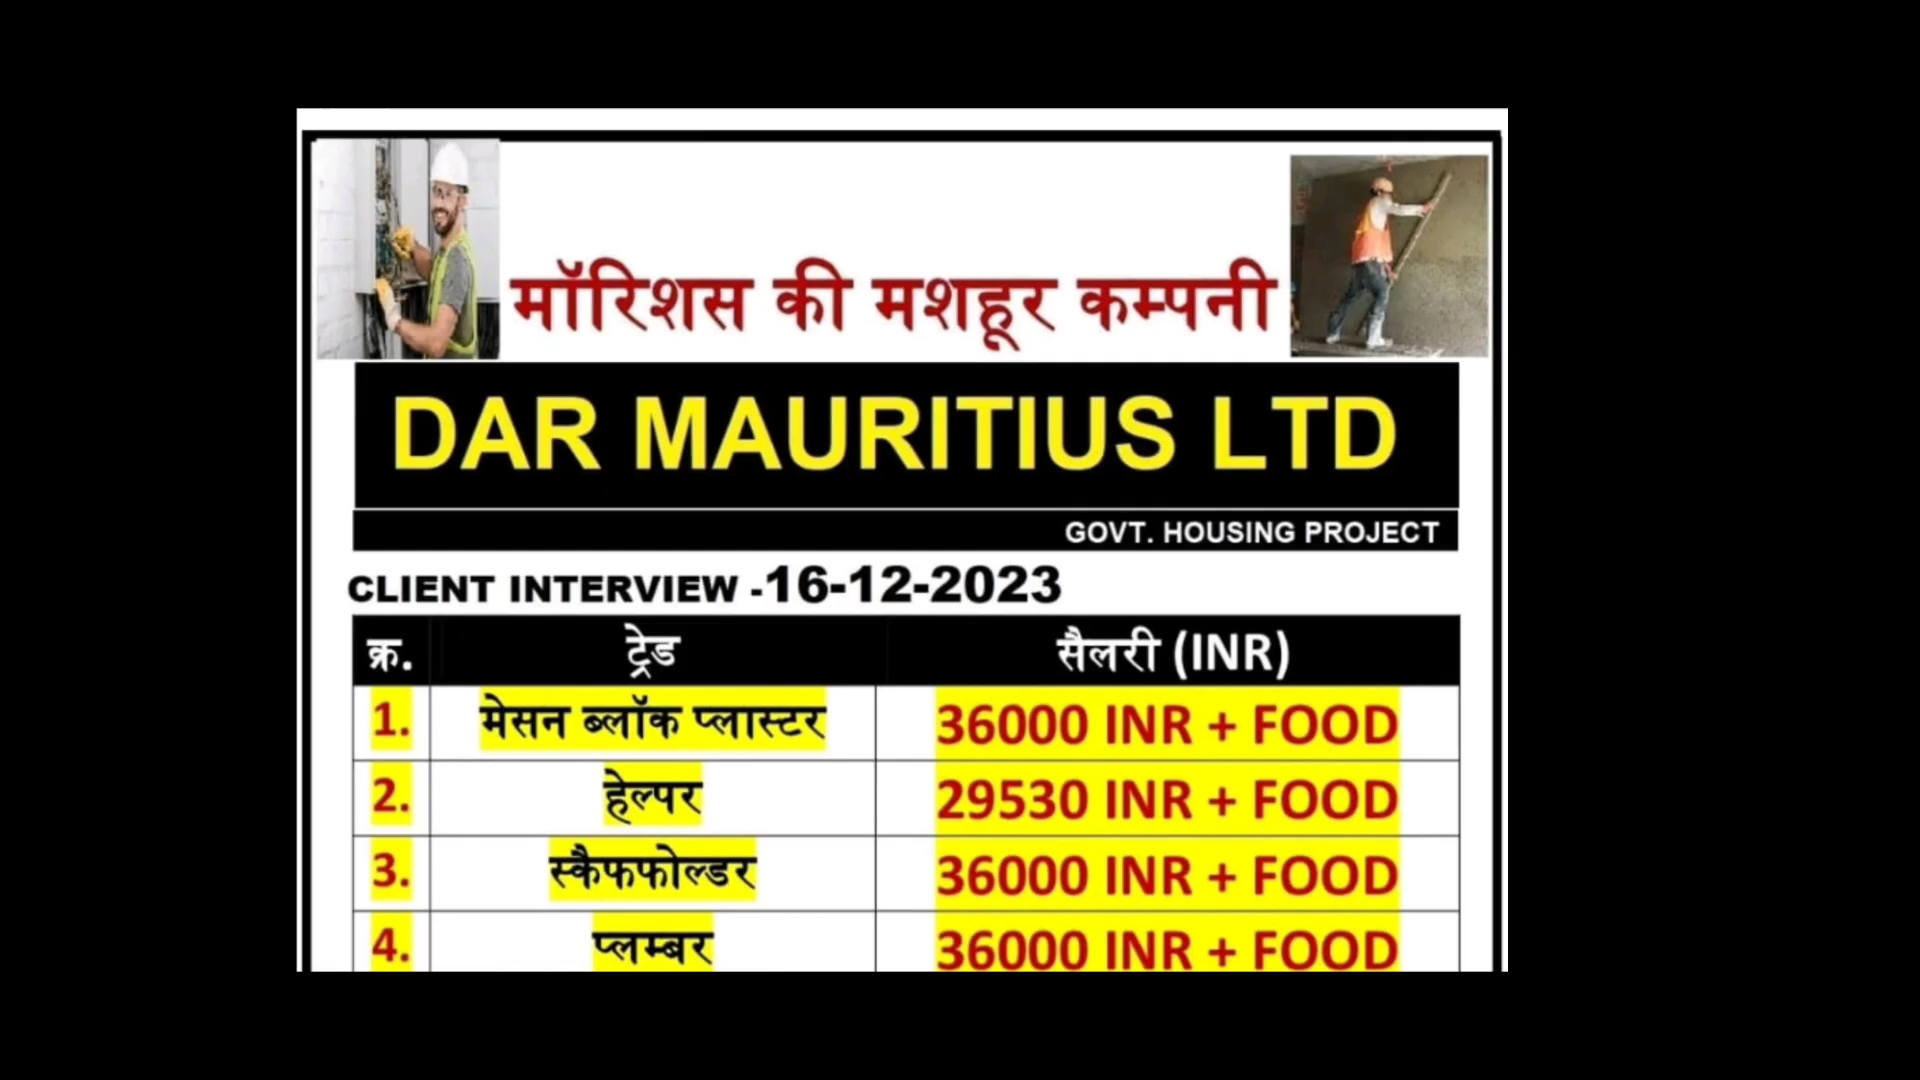 मॉरिशस की मशहूर कम्पनी
DAR MAURITIUS LTD
GOVT. HOUSING PROJECT
CLIENT INTERVIEW -16-12-2023
क्र. ट्रेड सैलरी (INR)
1. मेसन ब्लॉक प्लास्टर 36000 INR + FOOD
2. हेल्पर 29530 INR + FOOD
3. स्कैफफोल्डर 36000 INR + FOOD
4. प्लम्बर 36000 INR + FOOD